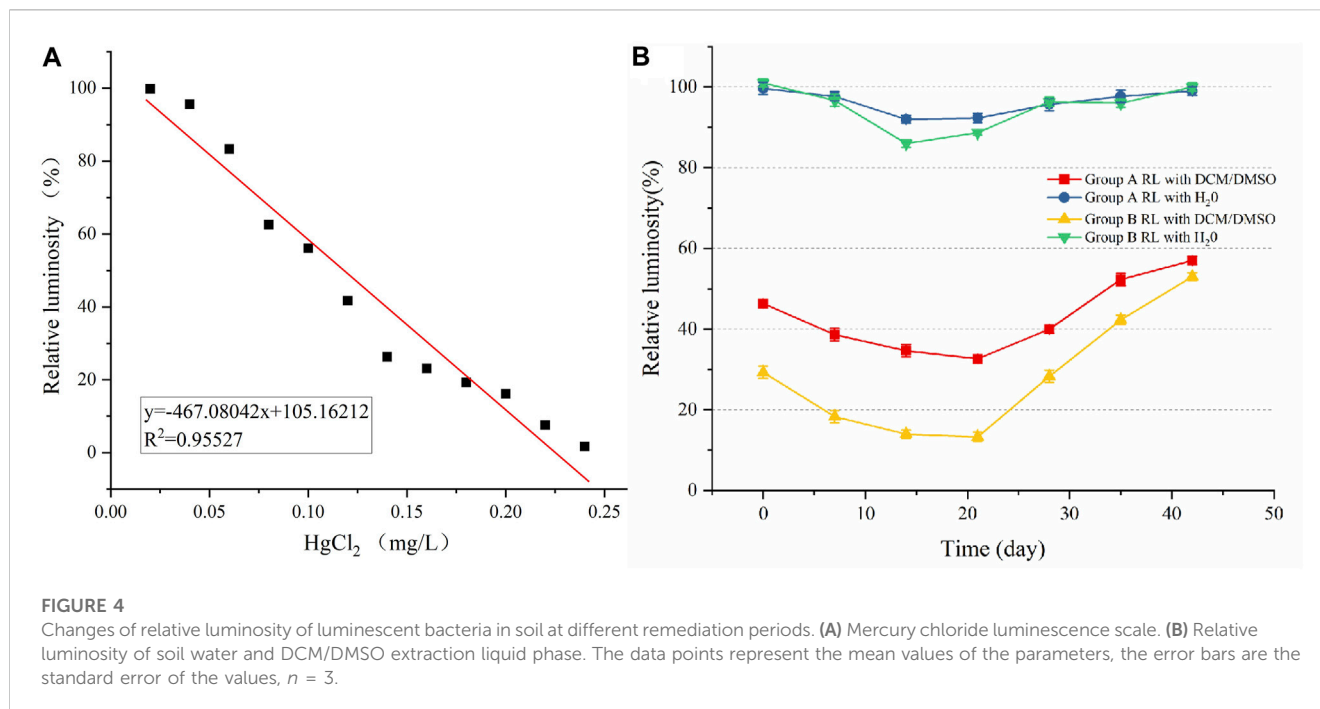 A
Relative luminosity (%)
100
80
60
40
20
0
y=-467.08042x+105.16212
R²=0.95527
0.00 0.05 0.10 0.15 0.20 0.25
HgCl₂ (mg/L)
B
Relative luminosity(%)
100
80
60
40
20
0
Group A RL with DCM/DMSO
Group A RL with H₂0
Group B RL with DCM/DMSO
Group B RL with H₂0
0 10 20 30 40 50
Time (day)
FIGURE 4
Changes of relative luminosity of luminescent bacteria in soil at different remediation periods. (A) Mercury chloride luminescence scale. (B) Relative
luminosity of soil water and DCM/DMSO extraction liquid phase. The data points represent the mean values of the parameters, the error bars are the
standard error of the values, n = 3.